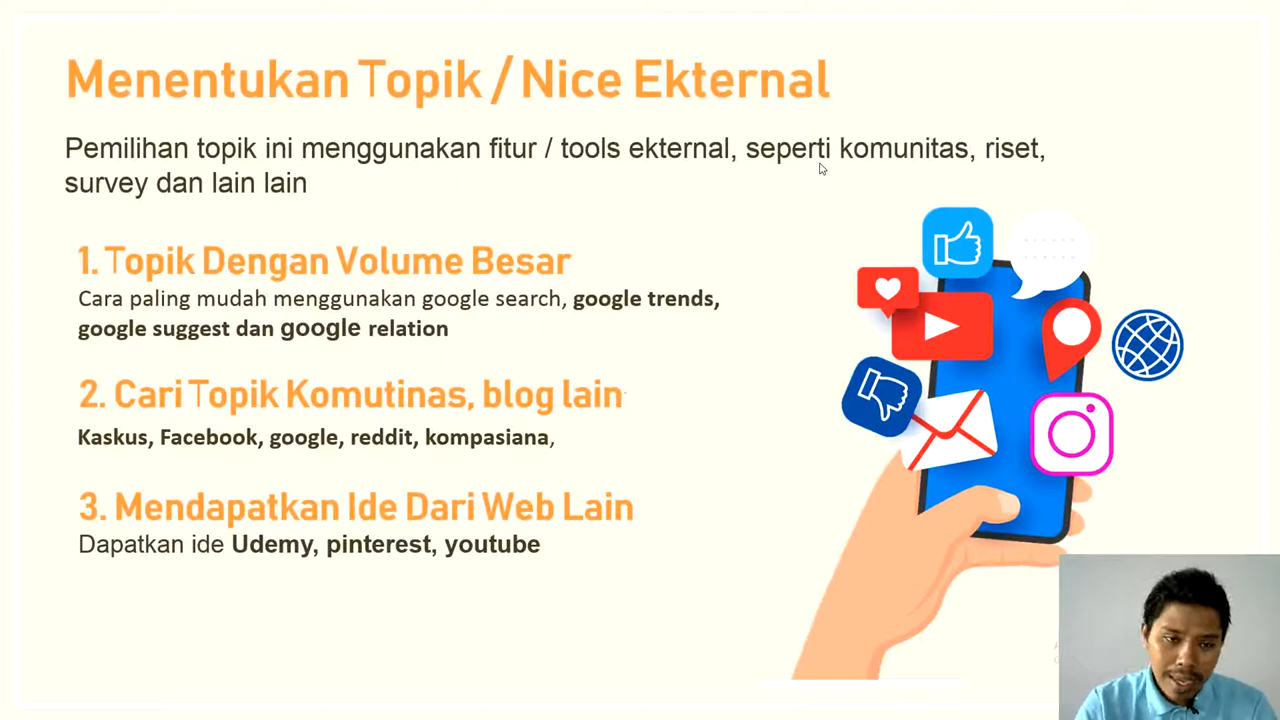 Menentukan Topik / Nice Ekternal
Pemilihan topik ini menggunakan fitur / tools ekternal, seperti komunitas, riset,
survey dan lain lain
1. Topik Dengan Volume Besar
Cara paling mudah menggunakan google search, google trends,
google suggest dan google relation
2. Cari Topik Komutinas, blog lain
Kaskus, Facebook, google, reddit, kompasiana,
3. Mendapatkan Ide Dari Web Lain
Dapatkan ide Udemy, pinterest, youtube